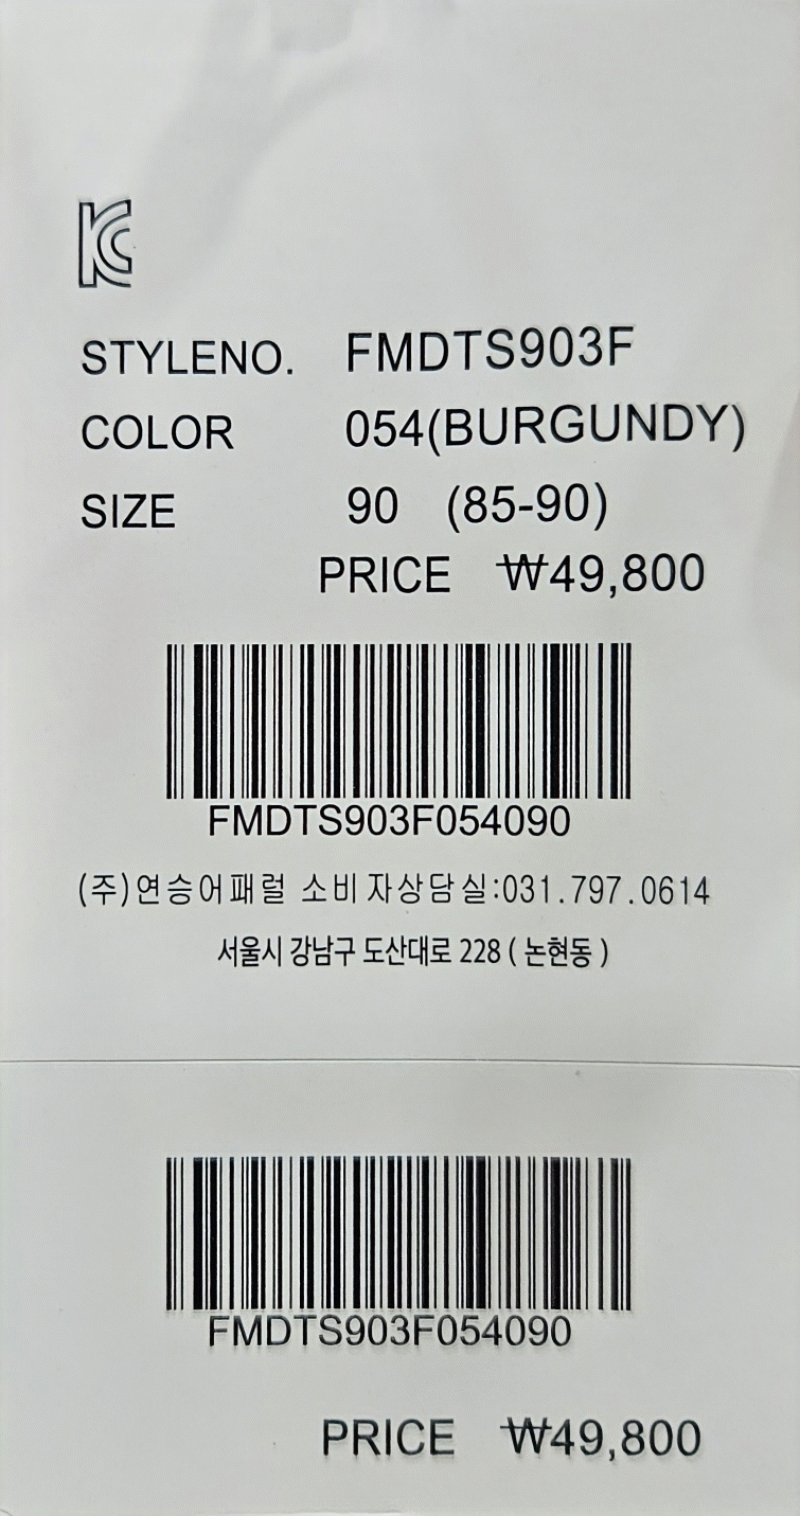 KC
STYLENO. FMDTS903F
COLOR 054(BURGUNDY)
SIZE 90 (85-90)
PRICE ₩49,800
FMDTS903F054090
(주)연승어패럴 소비자상담실:031.797.0614
서울시 강남구 도산대로 228 ( 논현동 )
FMDTS903F054090
PRICE ₩49,800